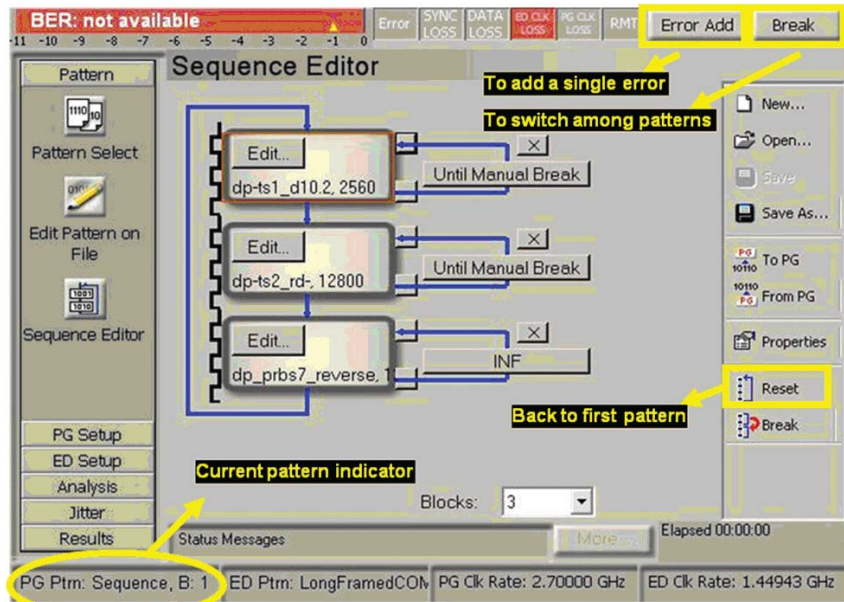 BER: not available
-11 -10 -9 -8 -7 -6 -5 -4 -3 -2 -1 0
Error
SYNC LOSS
DATA LOSS
ED CLK LOSS
PG CLK LOSS
RMT
Error Add
Break
Pattern
Sequence Editor
To add a single error
To switch among patterns
Pattern Select
Edit Pattern on File
Sequence Editor
PG Setup
ED Setup
Analysis
Jitter
Results
Edit...
dp-ts1_d10.2, 2560
Until Manual Break
Edit...
dp-ts2_rd-, 12800
Until Manual Break
Edit...
dp_prbs7_reverse, 1
INF
Back to first pattern
Current pattern indicator
Blocks: 3
New...
Open...
Save
Save As...
To PG
From PG
Properties
Reset
Break
Status Messages
More...
Elapsed 00:00:00
PG Ptrn: Sequence, B: 1
ED Ptrn: LongFramedCOM
PG Clk Rate: 2.70000 GHz
ED Clk Rate: 1.44943 GHz